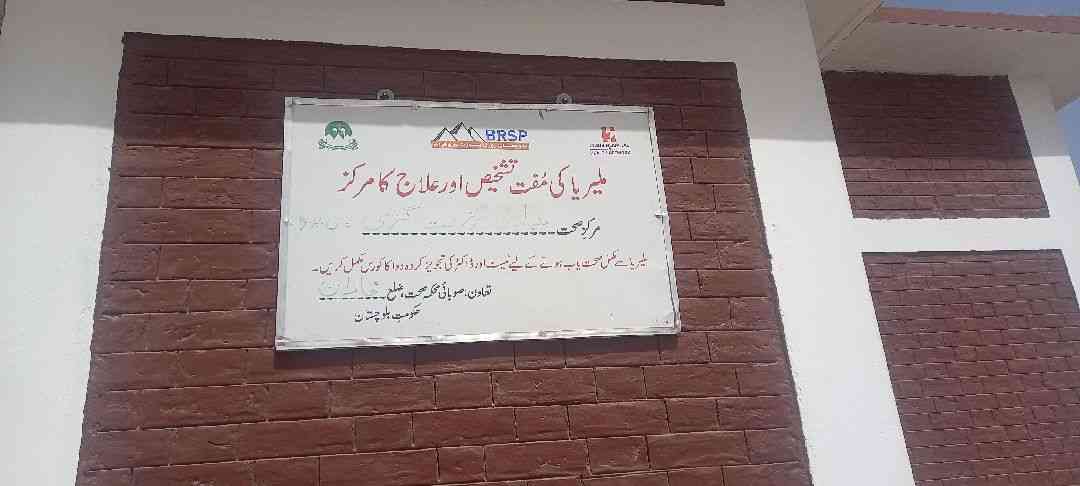 BRSP
ملیریا کی مُفت تشخیص اور علاج کا مرکز
مرکزِ صحت
ملیریا سے مکمل صحت یاب ہونے کے لیے ٹیسٹ اور ڈاکٹر کی تجویز کردہ دوا کا کورس مکمل کریں۔
تعاون: صوبائی محکمہ صحت، ضلع
حکومتِ بلوچستان